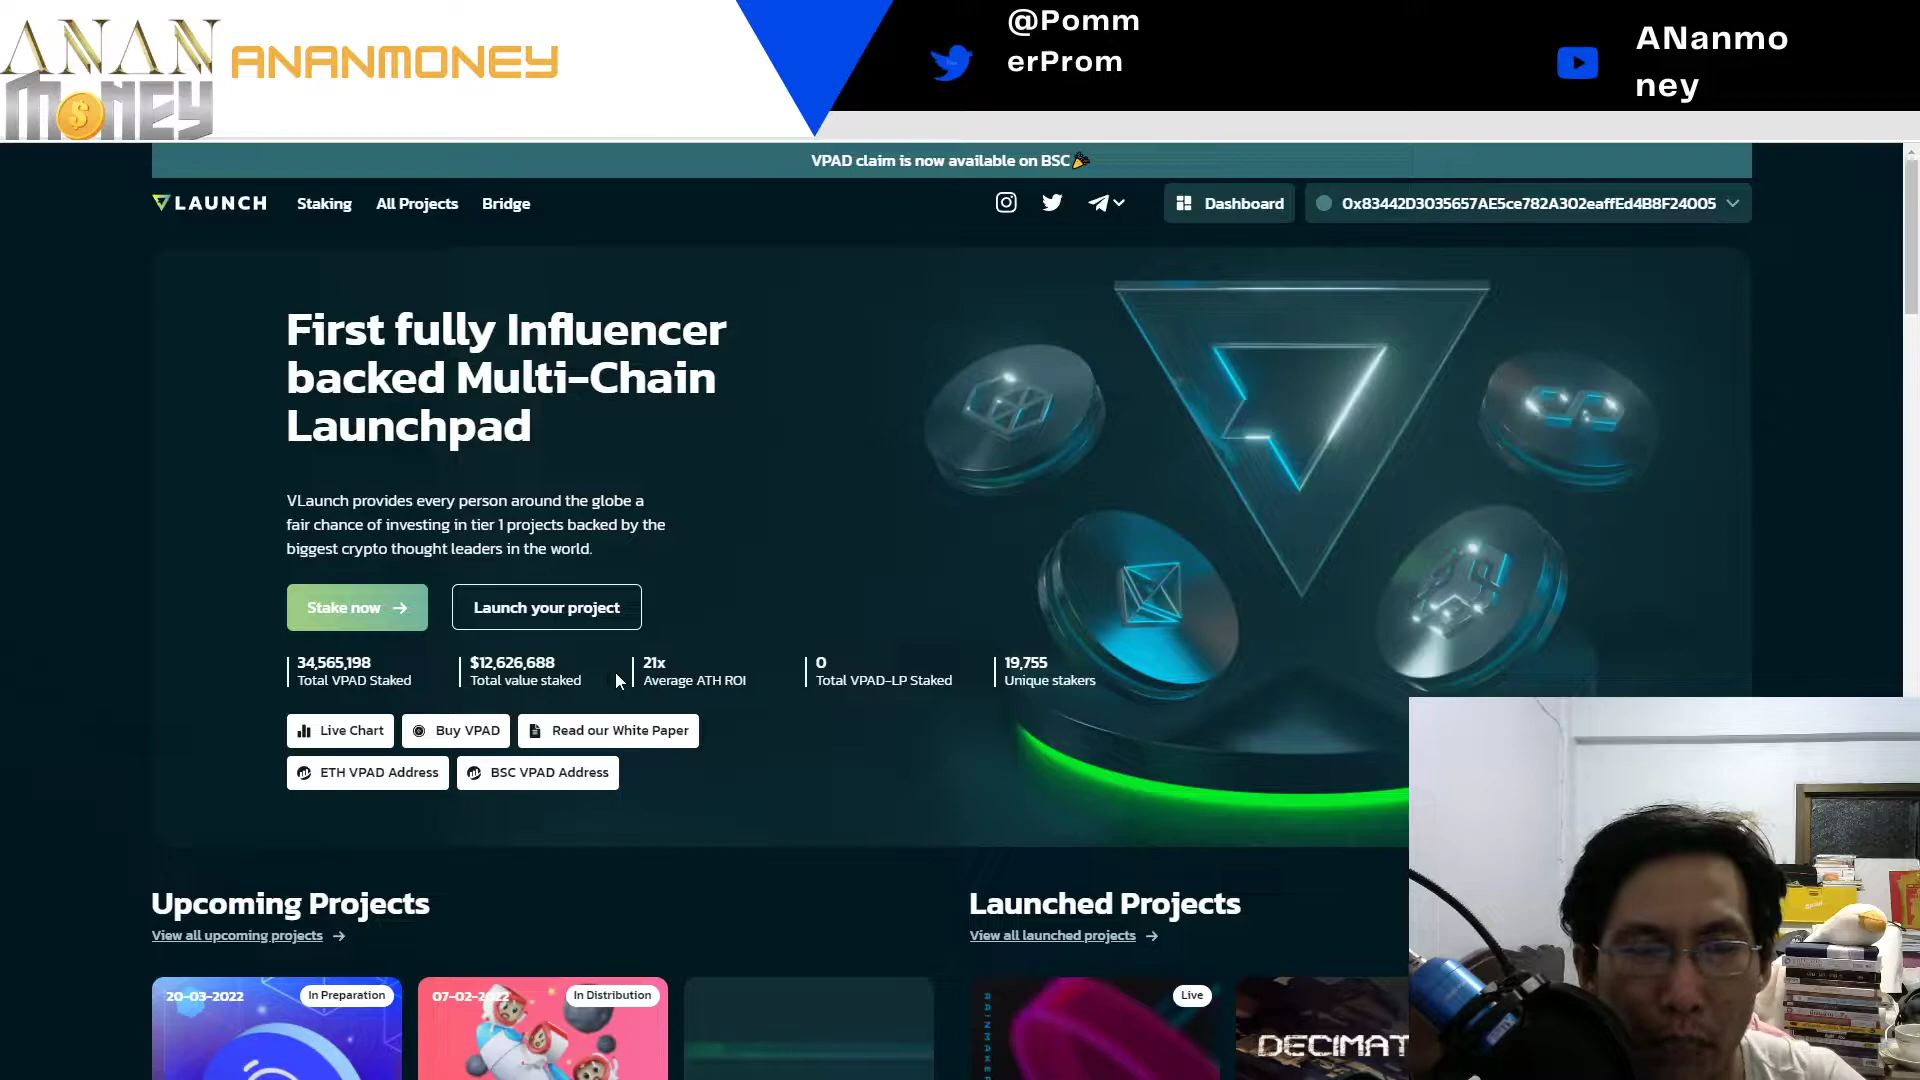 ANAN
MONEY
ANANMONEY
@Pomm
erProm
ANanmo
ney
VPAD claim is now available on BSC🎉
LAUNCH
Staking
All Projects
Bridge
Dashboard
0x83442D3035657AE5ce782A302eaffEd4B8F24005
First fully Influencer
backed Multi-Chain
Launchpad
VLaunch provides every person around the globe a
fair chance of investing in tier 1 projects backed by the
biggest crypto thought leaders in the world.
Stake now →
Launch your project
34,565,198
Total VPAD Staked
$12,626,688
Total value staked
21x
Average ATH ROI
0
Total VPAD-LP Staked
19,755
Unique stakers
Live Chart
Buy VPAD
Read our White Paper
ETH VPAD Address
BSC VPAD Address
Upcoming Projects
View all upcoming projects →
Launched Projects
View all launched projects →
20-03-2022
In Preparation
07-02-2022
In Distribution
Live
DECIMAT